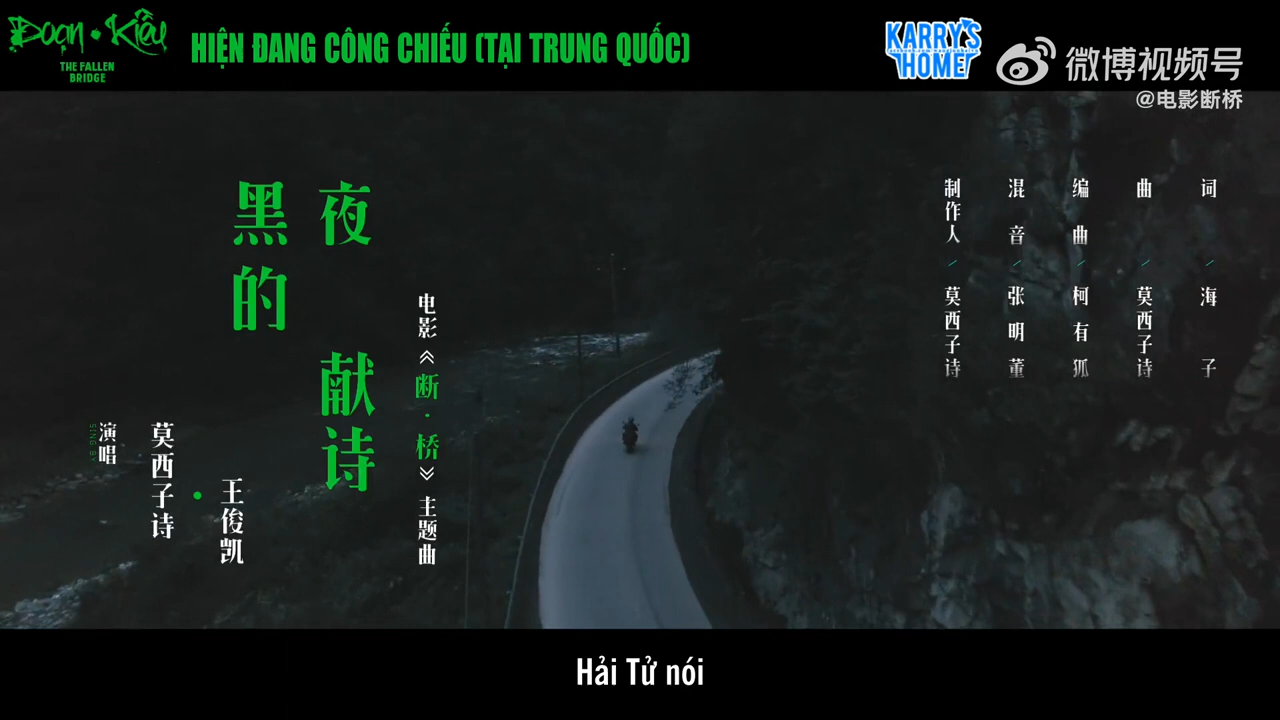 Đoạn • Kiều
THE FALLEN
BRIDGE
HIỆN ĐANG CÔNG CHIẾU (TẠI TRUNG QUỐC)
KARRY'S
HOME
微博视频号
@电影断桥
词 / 海子
曲 / 莫西子诗
编曲 / 柯有狐
混音 / 张明董
制作人 / 莫西子诗
黑夜的献诗
电影《断·桥》主题曲
演唱
SING BY
莫西子诗 • 王俊凯
Hải Tử nói